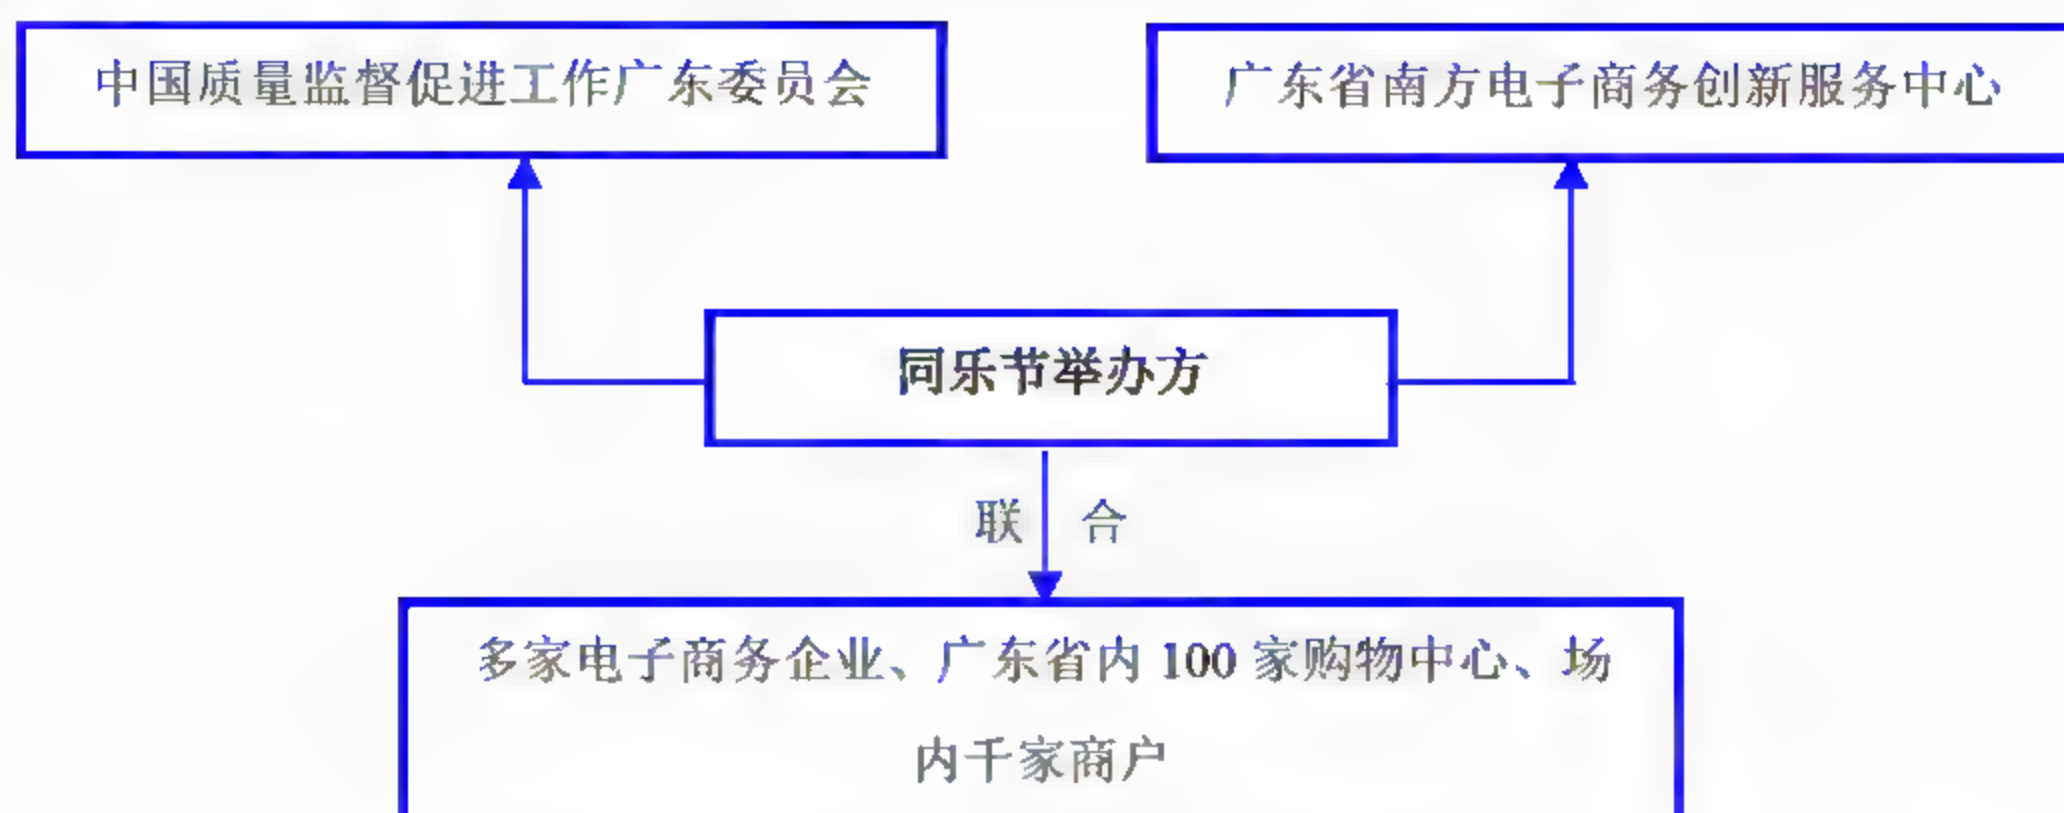 中国质量监督促进工作广东委员会
广东省南方电子商务创新服务中心
同乐节举办方
联 合
多家电子商务企业、广东省内 100 家购物中心、场
内千家商户